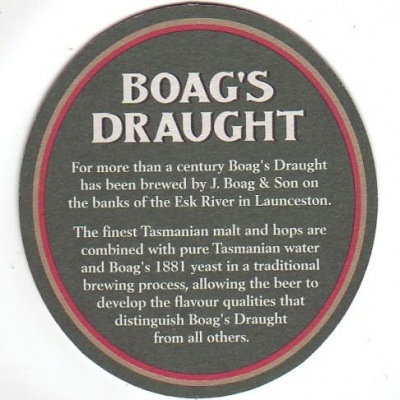 BOAG'S
DRAUGHT
For more than a century Boag's Draught
has been brewed by J. Boag & Son on
the banks of the Esk River in Launceston.
The finest Tasmanian malt and hops are
combined with pure Tasmanian water
and Boag's 1881 yeast in a traditional
brewing process, allowing the beer to
develop the flavour qualities that
distinguish Boag's Draught
from all others.